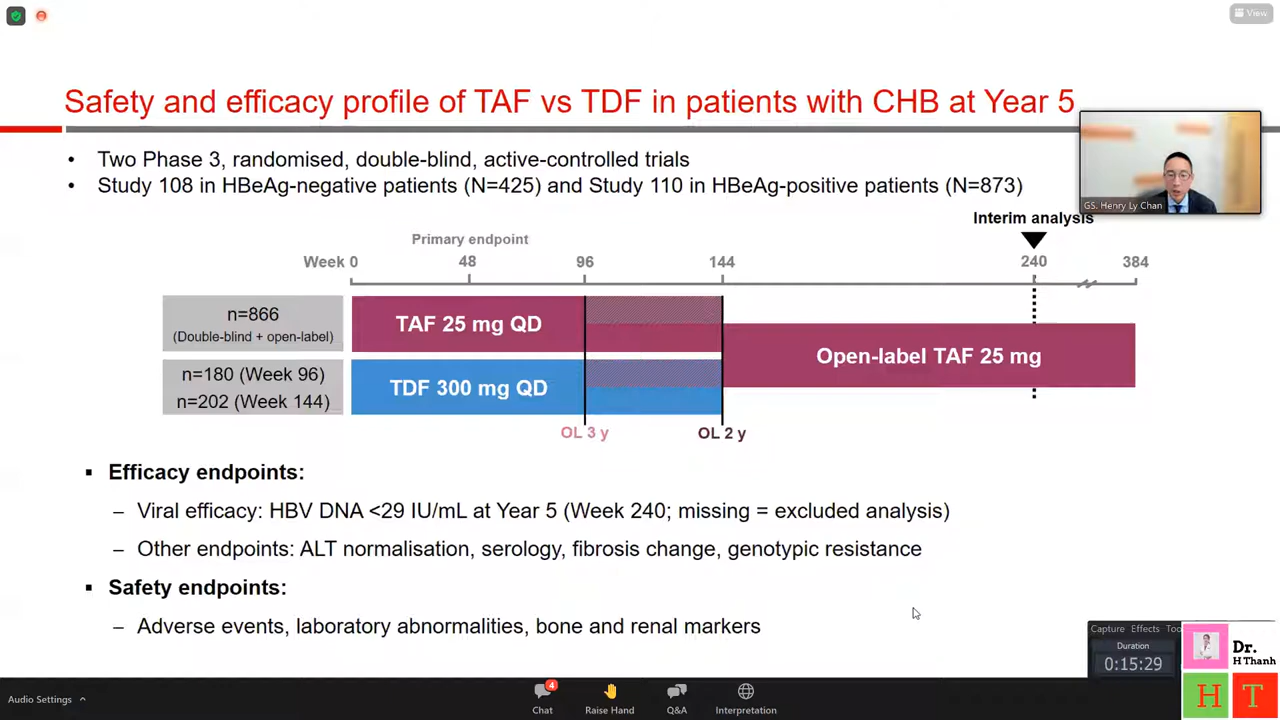 View
Safety and efficacy profile of TAF vs TDF in patients with CHB at Year 5
• Two Phase 3, randomised, double-blind, active-controlled trials
• Study 108 in HBeAg-negative patients (N=425) and Study 110 in HBeAg-positive patients (N=873)
GS. Henry Ly Chan
Interim analysis
Primary endpoint
Week 0 48 96 144 240 384
n=866
(Double-blind + open-label)
TAF 25 mg QD
Open-label TAF 25 mg
n=180 (Week 96)
n=202 (Week 144)
TDF 300 mg QD
OL 3 y
OL 2 y
▪ Efficacy endpoints:
– Viral efficacy: HBV DNA <29 IU/mL at Year 5 (Week 240; missing = excluded analysis)
– Other endpoints: ALT normalisation, serology, fibrosis change, genotypic resistance
▪ Safety endpoints:
– Adverse events, laboratory abnormalities, bone and renal markers
Capture Effects
Duration
0:15:29
Dr.
H Thanh
H T
Audio Settings
4
Chat
Raise Hand
Q&A
Interpretation